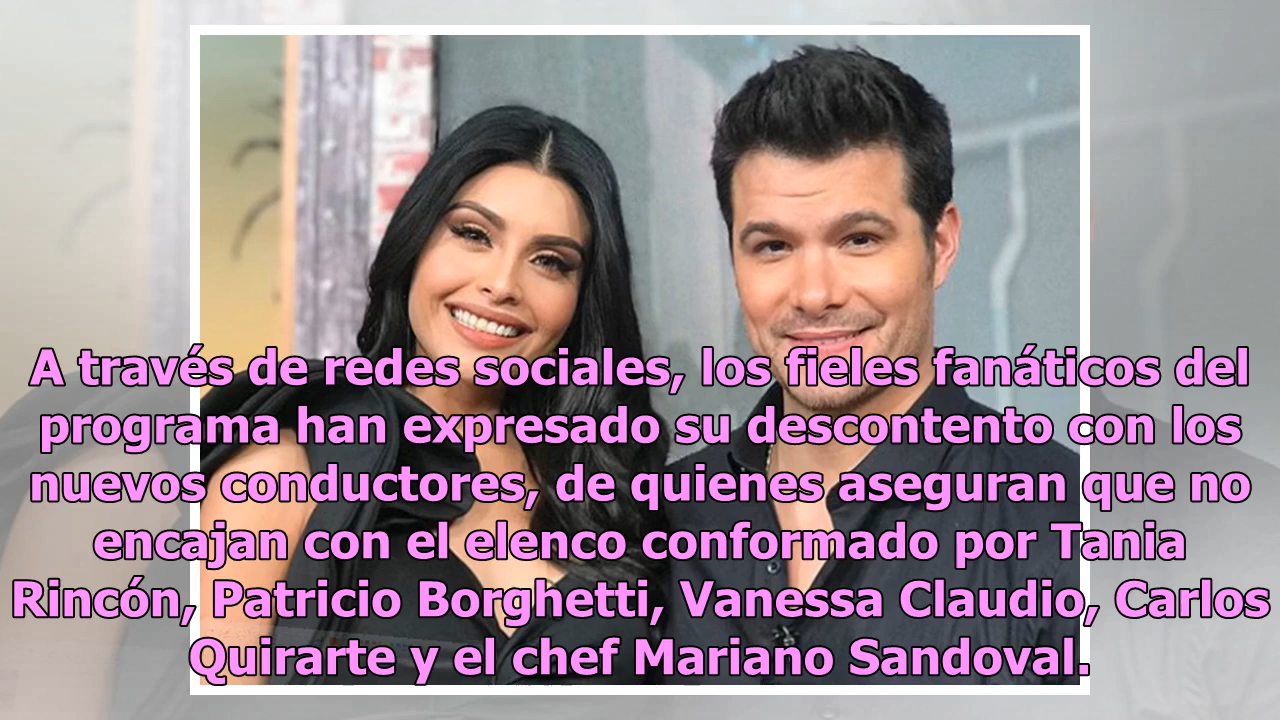 A través de redes sociales, los fieles fanáticos del
programa han expresado su descontento con los
nuevos conductores, de quienes aseguran que no
encajan con el elenco conformado por Tania
Rincón, Patricio Borghetti, Vanessa Claudio, Carlos
Quirarte y el chef Mariano Sandoval.